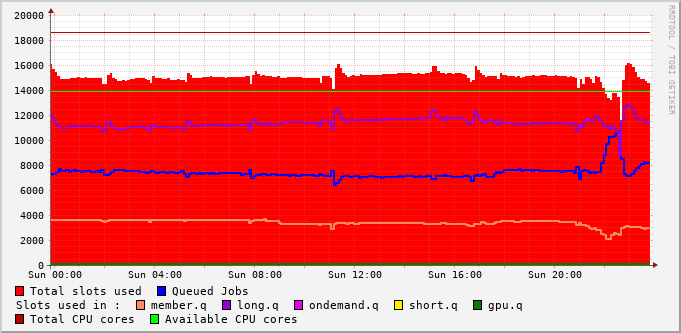 RRDTOOL / TOBI OETIKER
20000
18000
16000
14000
12000
10000
8000
6000
4000
2000
0
Sun 00:00 Sun 04:00 Sun 08:00 Sun 12:00 Sun 16:00 Sun 20:00
Total slots used Queued Jobs
Slots used in : member.q long.q ondemand.q short.q gpu.q
Total CPU cores Available CPU cores